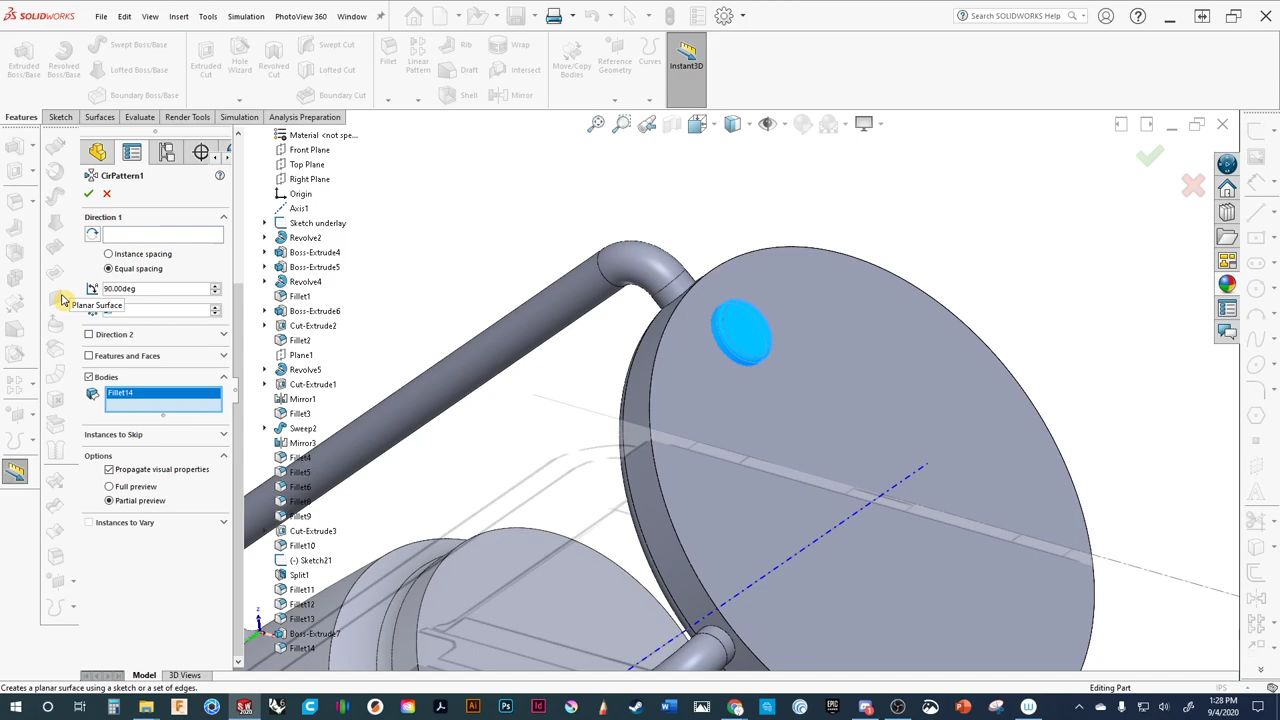 SOLIDWORKS
File Edit View Insert Tools Simulation PhotoView 360 Window
Search SOLIDWORKS Help
Extruded Boss/Base
Revolved Boss/Base
Swept Boss/Base
Lofted Boss/Base
Boundary Boss/Base
Extruded Cut
Hole Wizard
Revolved Cut
Swept Cut
Lofted Cut
Boundary Cut
Fillet
Linear Pattern
Rib
Draft
Shell
Wrap
Intersect
Mirror
Move/Copy Bodies
Reference Geometry
Curves
Instant3D
Features Sketch Surfaces Evaluate Render Tools Simulation Analysis Preparation
CirPattern1
Direction 1
Instance spacing
Equal spacing
90.00deg
Planar Surface
Direction 2
Features and Faces
Bodies
Fillet14
Instances to Skip
Options
Propagate visual properties
Full preview
Partial preview
Instances to Vary
Material <not spe...
Front Plane
Top Plane
Right Plane
Origin
Axis1
Sketch underlay
Revolve2
Boss-Extrude4
Boss-Extrude5
Revolve4
Fillet1
Boss-Extrude6
Cut-Extrude2
Fillet2
Plane1
Revolve5
Cut-Extrude1
Mirror1
Fillet3
Sweep2
Mirror3
Fillet4
Fillet5
Fillet6
Fillet9
Cut-Extrude3
Fillet10
(-) Sketch21
Split1
Fillet11
Fillet12
Fillet13
Boss-Extrude7
Fillet14
z
Model 3D Views
Creates a planar surface using a sketch or a set of edges.
Editing Part
IPS
1:28 PM
9/4/2020